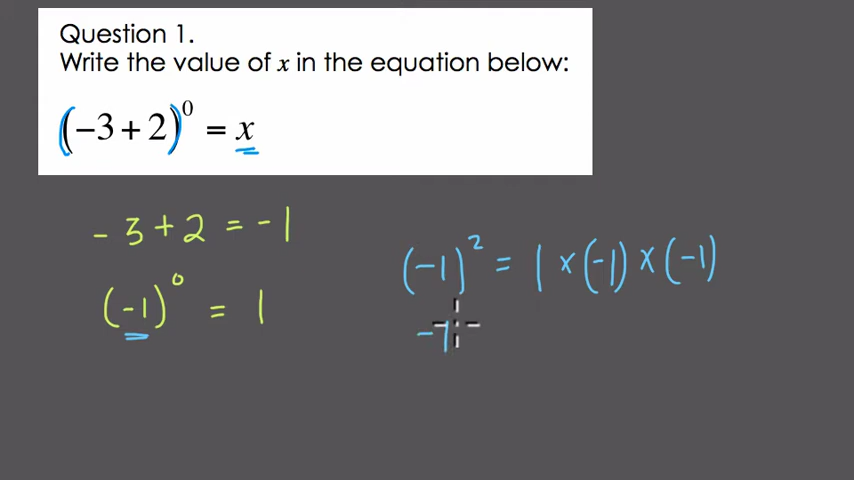 Question 1.
Write the value of x in the equation below:
(−3 + 2)⁰ = x
- 3 + 2 = -1
(-1)⁰ = 1
(-1)² = 1 × (-1) × (-1)
-1